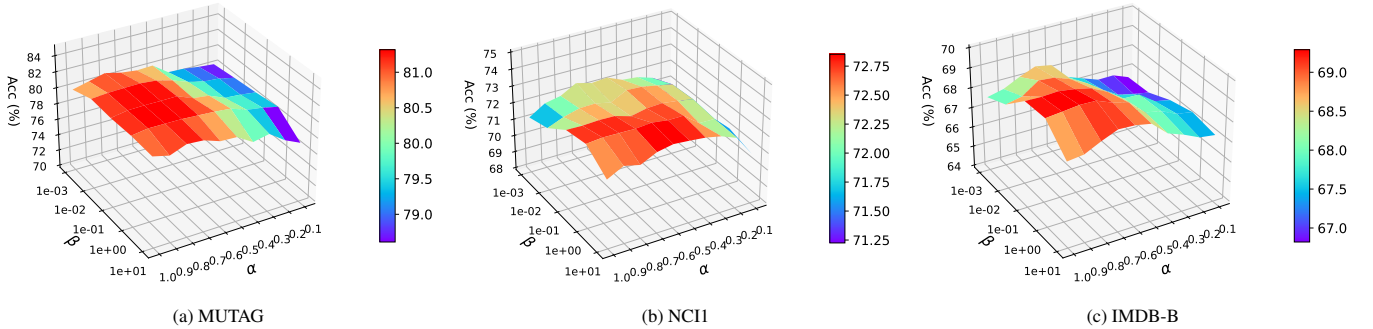 84
82
80
78
76
74
72
70
Acc (%)
1e-03
1e-02
1e-01
1e+00
1e+01
β
1.0 0.9 0.8 0.7 0.6 0.5 0.4 0.3 0.2 0.1
α
81.0
80.5
80.0
79.5
79.0
(a) MUTAG
75
74
73
72
71
70
69
68
Acc (%)
1e-03
1e-02
1e-01
1e+00
1e+01
β
1.0 0.9 0.8 0.7 0.6 0.5 0.4 0.3 0.2 0.1
α
72.75
72.50
72.25
72.00
71.75
71.50
71.25
(b) NCI1
70
69
68
67
66
65
64
Acc (%)
1e-03
1e-02
1e-01
1e+00
1e+01
β
1.0 0.9 0.8 0.7 0.6 0.5 0.4 0.3 0.2 0.1
α
69.0
68.5
68.0
67.5
67.0
(c) IMDB-B